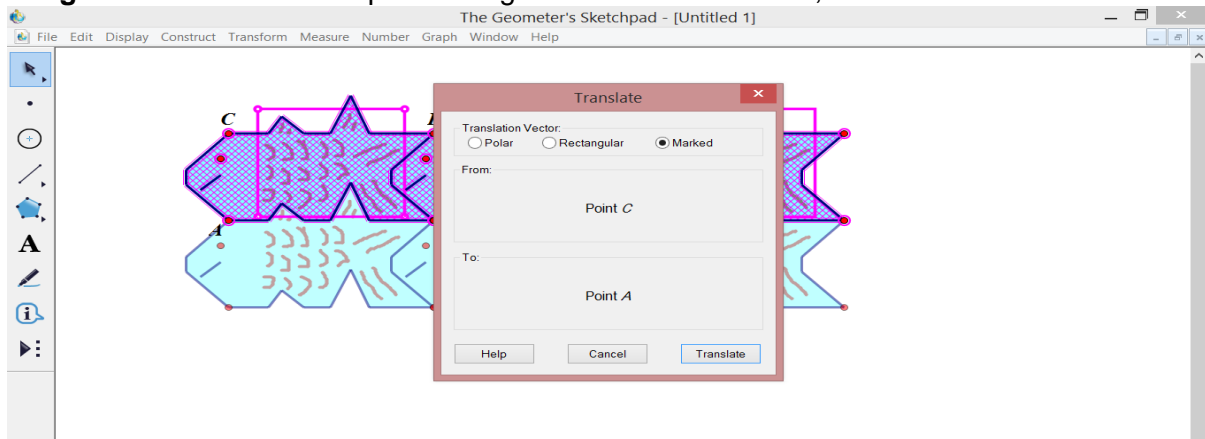 The Geometer's Sketchpad - [Untitled 1]
File Edit Display Construct Transform Measure Number Graph Window Help
Translate
C
Translation Vector:
Polar Rectangular Marked
From:
Point C
A
To:
Point A
A
Help Cancel Translate